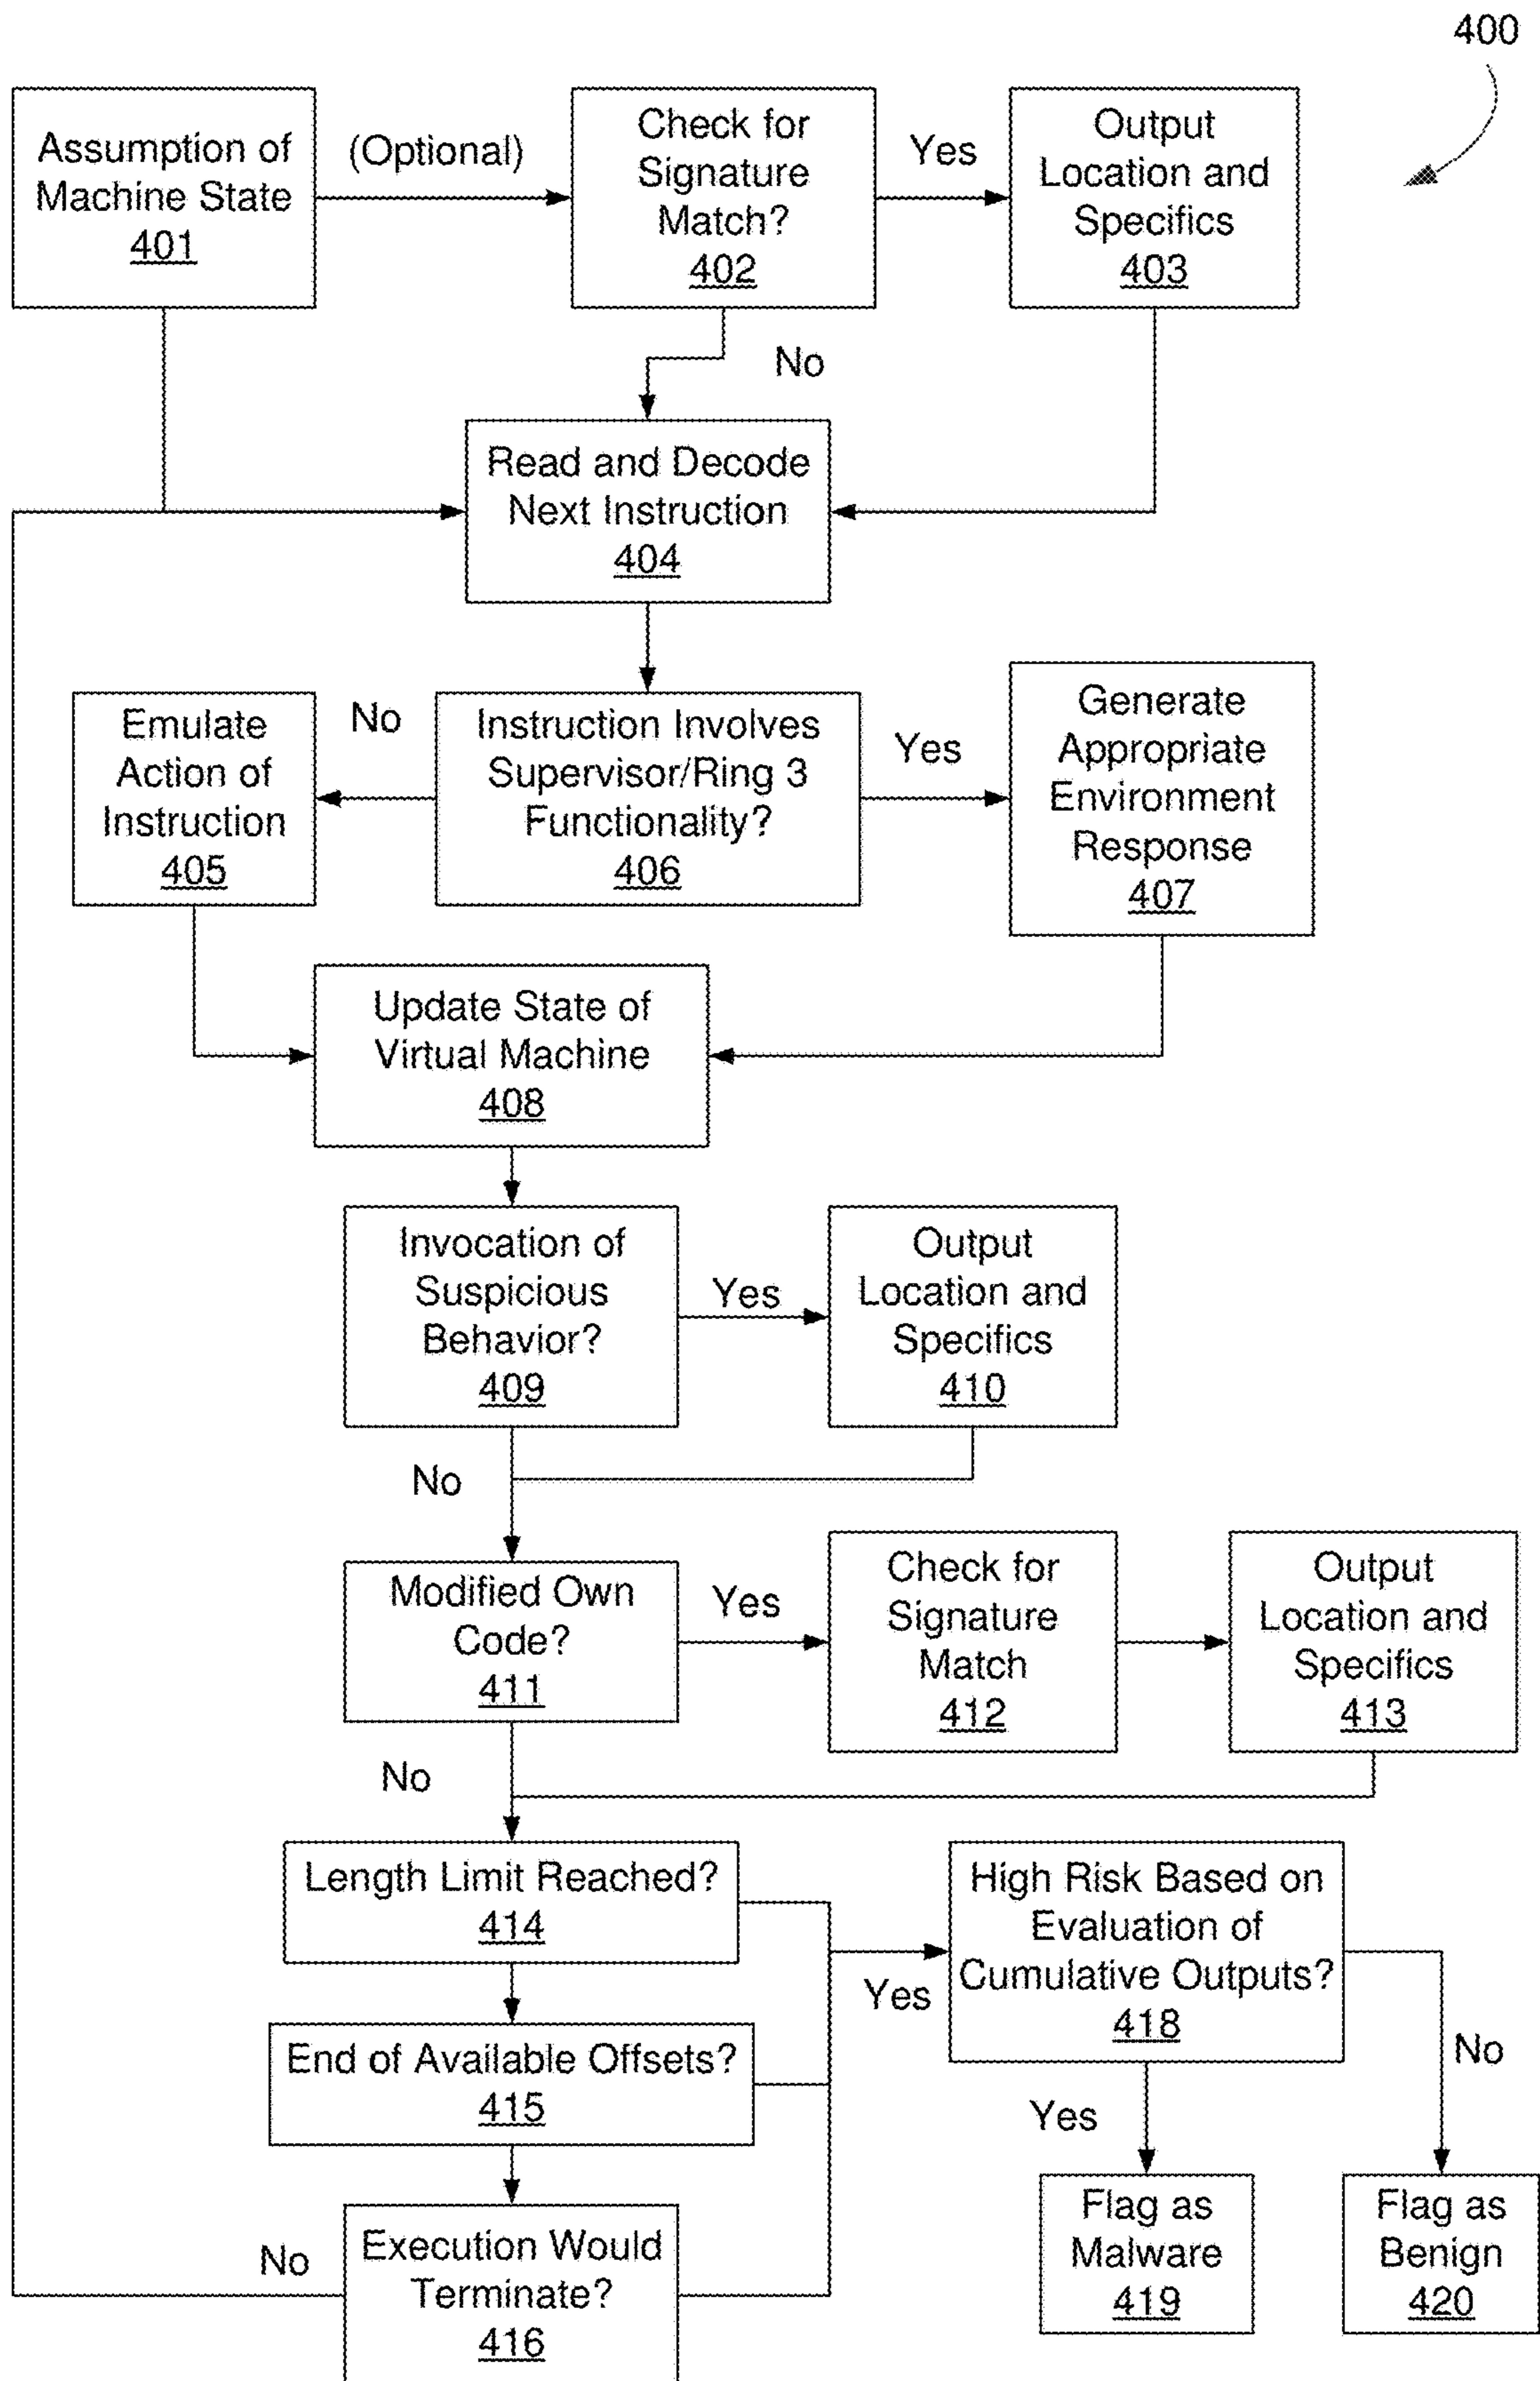 400
Assumption of
Machine State
401
(Optional)
Check for
Signature
Match?
402
Yes
Output
Location and
Specifics
403
No
Read and Decode
Next Instruction
404
Emulate
Action of
Instruction
405
No
Instruction Involves
Supervisor/Ring 3
Functionality?
406
Yes
Generate
Appropriate
Environment
Response
407
Update State of
Virtual Machine
408
Invocation of
Suspicious
Behavior?
409
Yes
Output
Location and
Specifics
410
No
Modified Own
Code?
411
Yes
Check for
Signature
Match
412
Output
Location and
Specifics
413
No
Length Limit Reached?
414
End of Available Offsets?
415
Execution Would
Terminate?
416
No
Yes
High Risk Based on
Evaluation of
Cumulative Outputs?
418
Yes
No
Flag as
Malware
419
Flag as
Benign
420